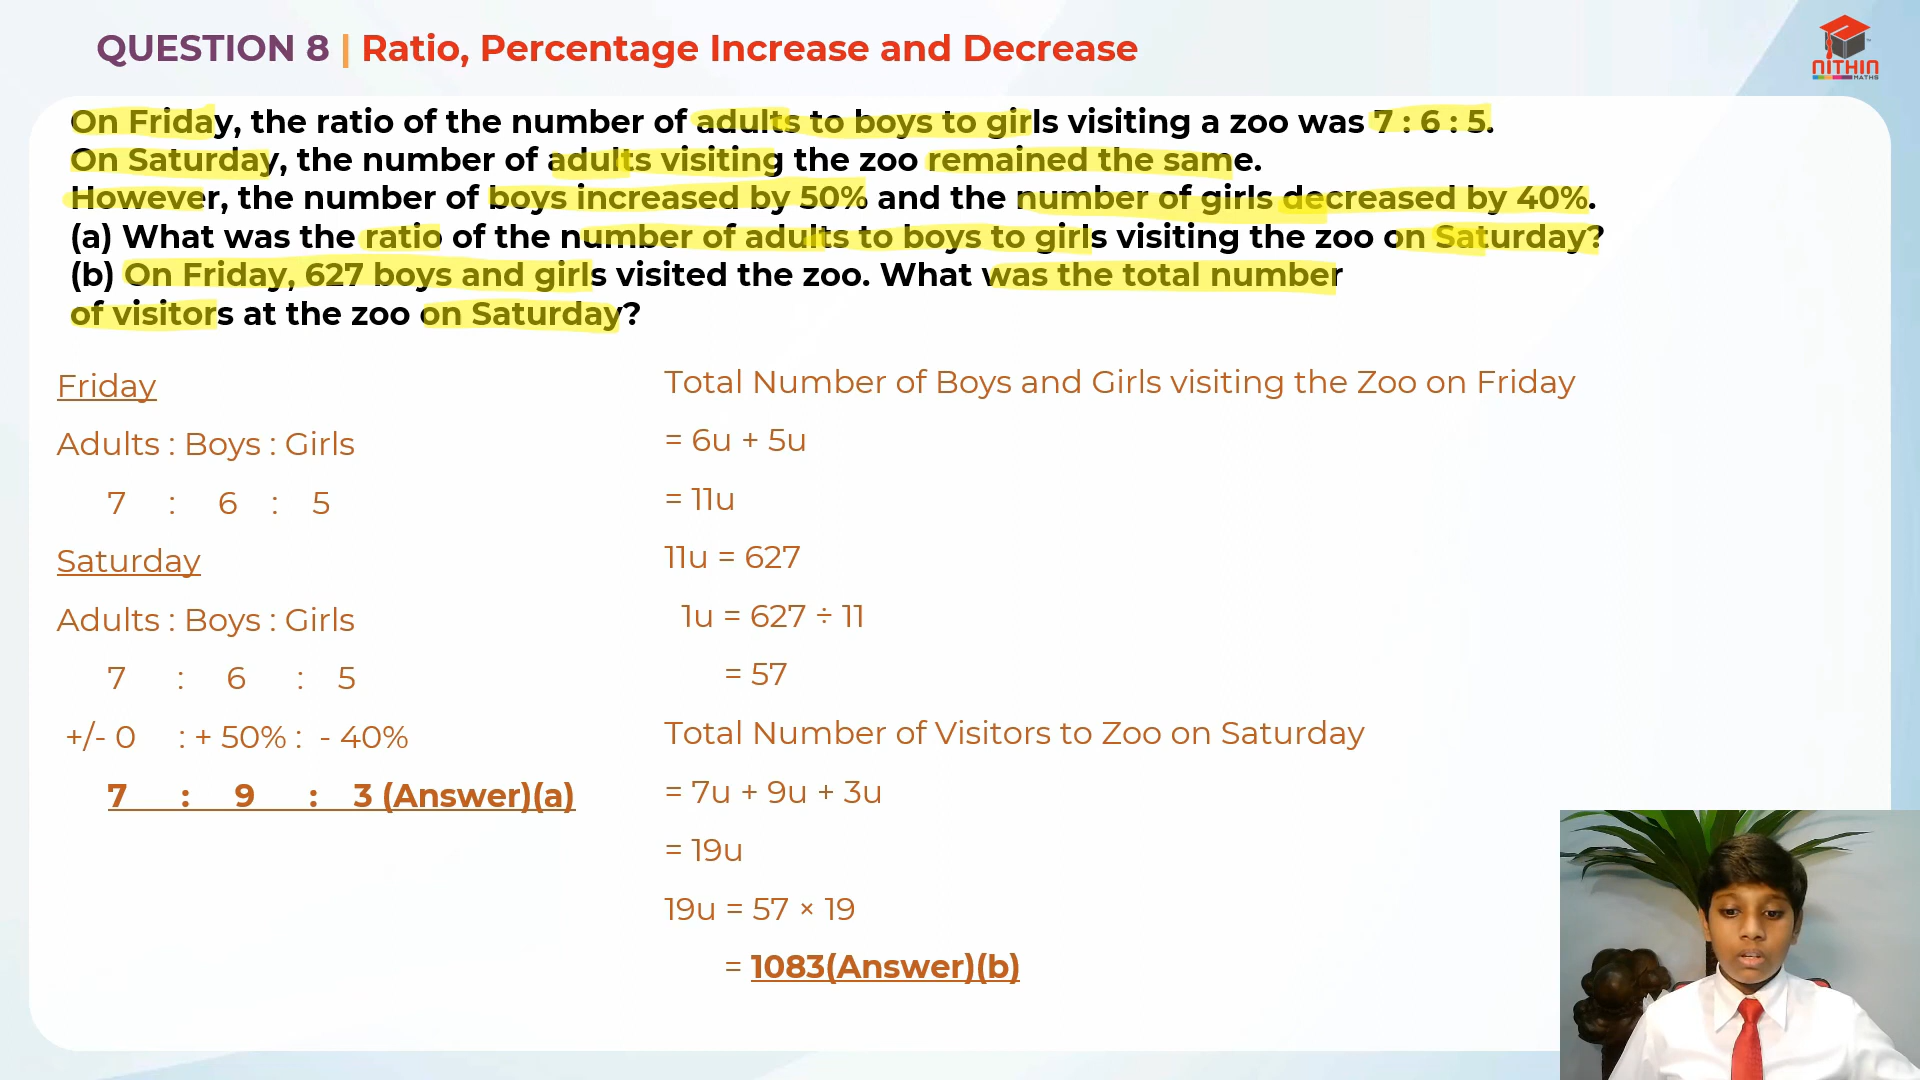 QUESTION 8 | Ratio, Percentage Increase and Decrease
NITHIN
MATHS
On Friday, the ratio of the number of adults to boys to girls visiting a zoo was 7 : 6 : 5.
On Saturday, the number of adults visiting the zoo remained the same.
However, the number of boys increased by 50% and the number of girls decreased by 40%.
(a) What was the ratio of the number of adults to boys to girls visiting the zoo on Saturday?
(b) On Friday, 627 boys and girls visited the zoo. What was the total number
of visitors at the zoo on Saturday?
Friday
Adults : Boys : Girls
7 : 6 : 5
Saturday
Adults : Boys : Girls
7 : 6 : 5
+/- 0 : + 50% : - 40%
7 : 9 : 3 (Answer)(a)
Total Number of Boys and Girls visiting the Zoo on Friday
= 6u + 5u
= 11u
11u = 627
1u = 627 ÷ 11
= 57
Total Number of Visitors to Zoo on Saturday
= 7u + 9u + 3u
= 19u
19u = 57 × 19
= 1083(Answer)(b)